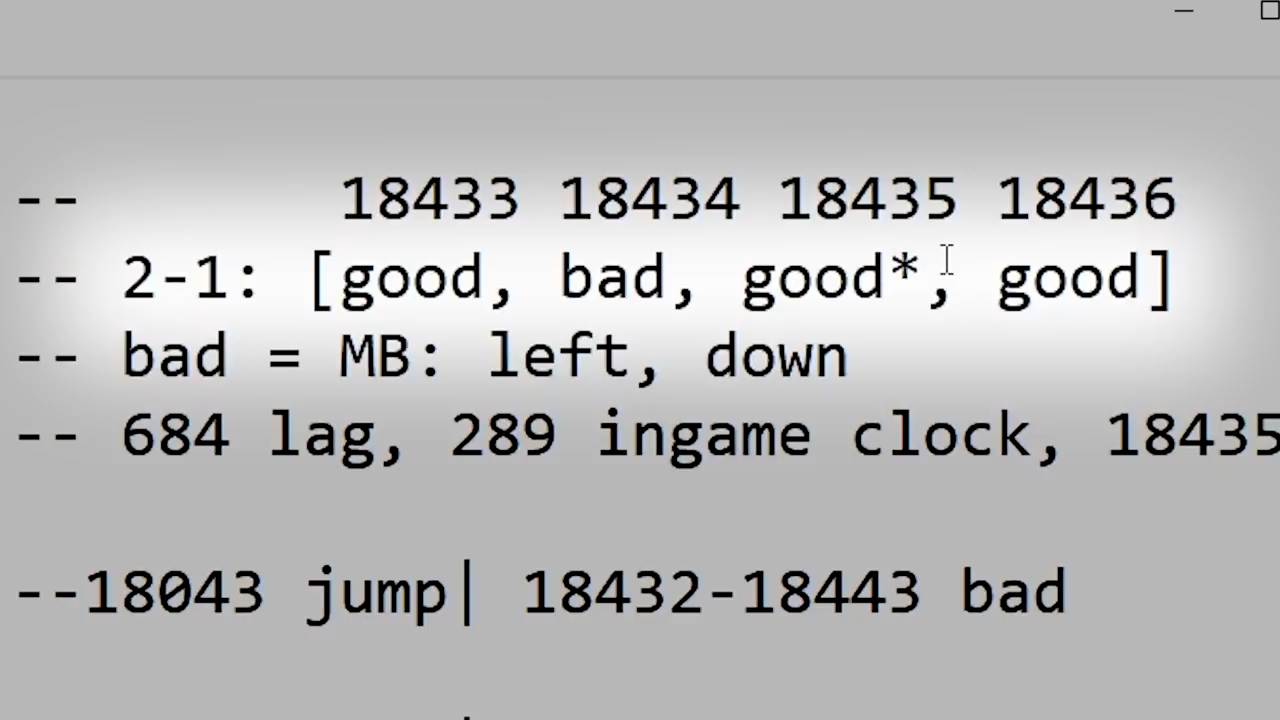 -- 18433 18434 18435 18436
-- 2-1: [good, bad, good*, good]
-- bad = MB: left, down
-- 684 lag, 289 ingame clock, 18435
--18043 jump| 18432-18443 bad